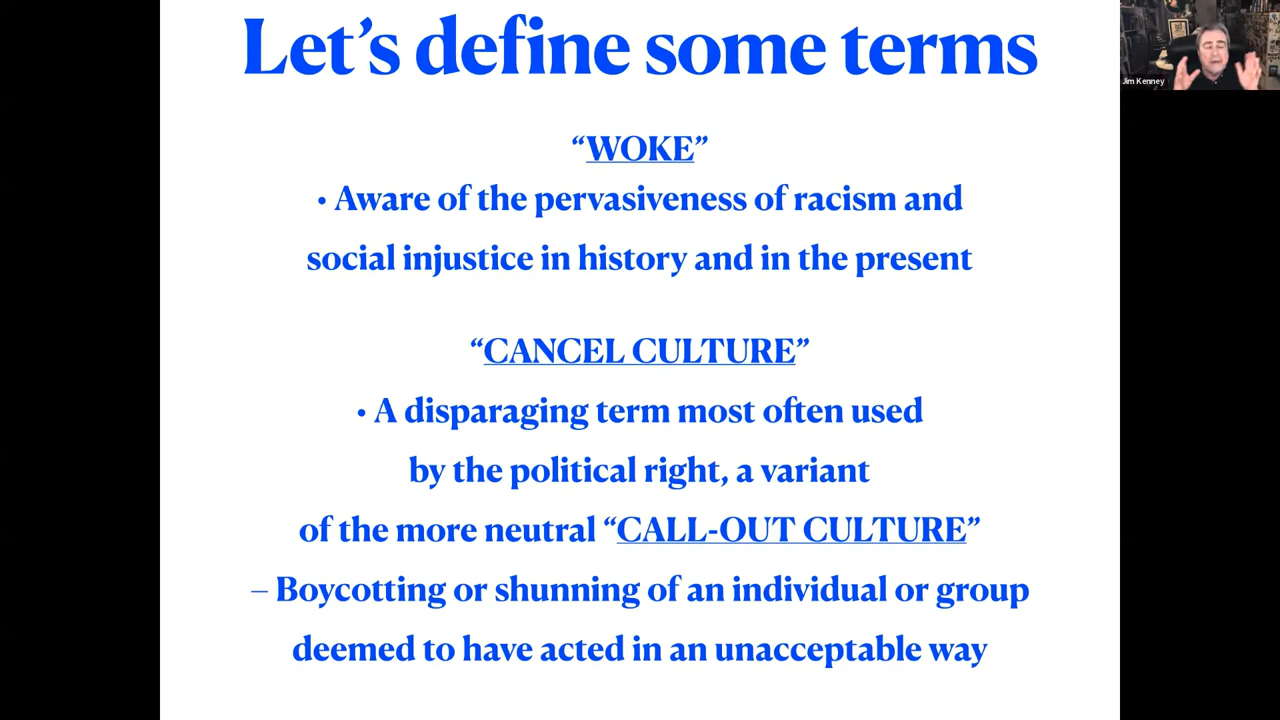 Let’s define some terms
Jim Kenney
“WOKE”
• Aware of the pervasiveness of racism and
social injustice in history and in the present
“CANCEL CULTURE”
• A disparaging term most often used
by the political right, a variant
of the more neutral “CALL-OUT CULTURE”
– Boycotting or shunning of an individual or group
deemed to have acted in an unacceptable way